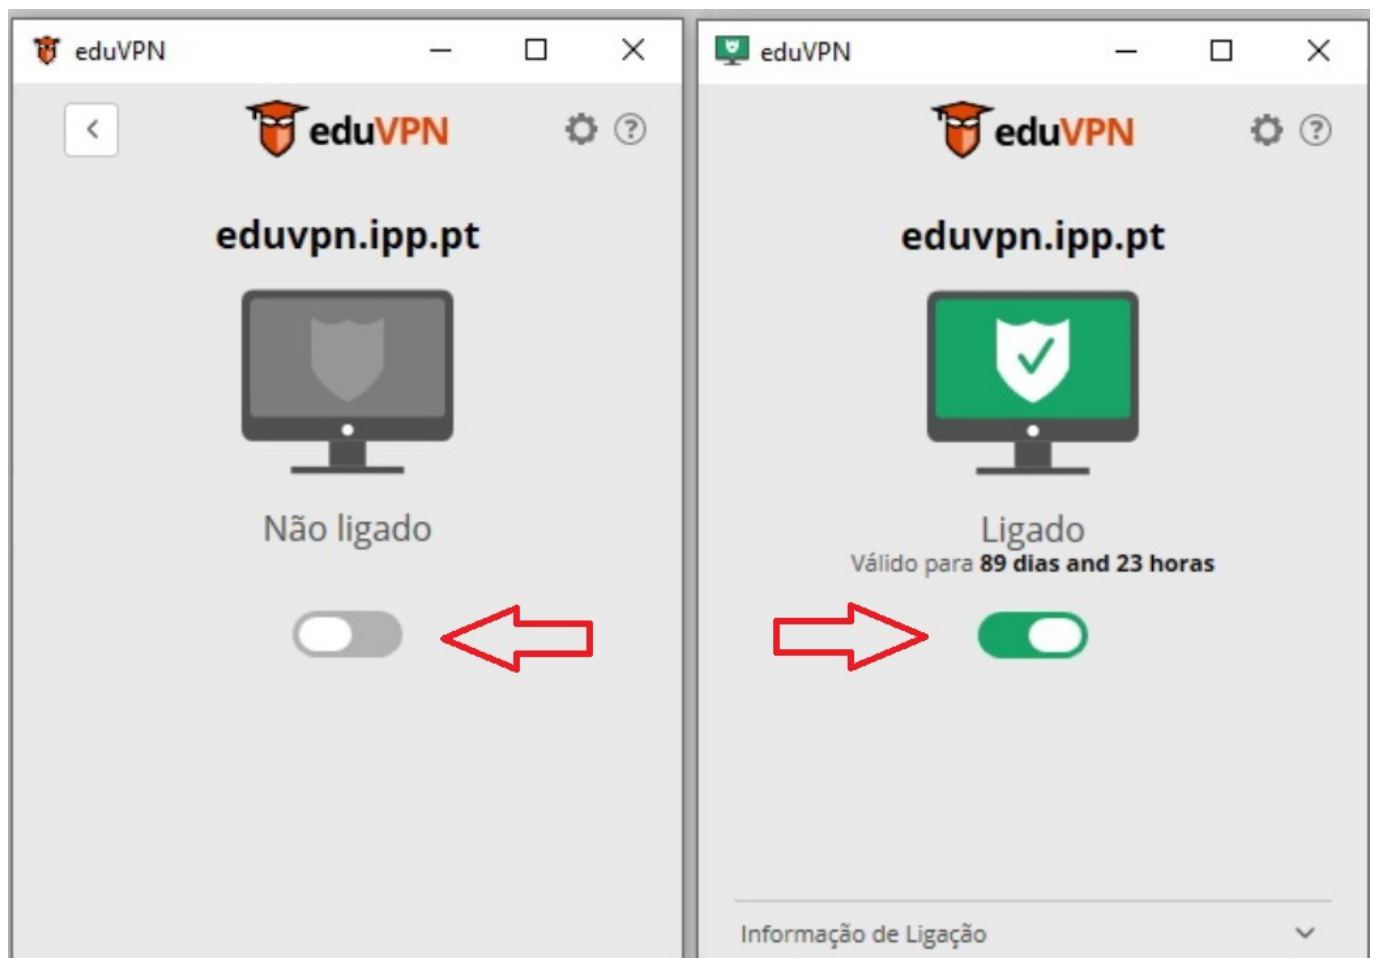 eduVPN
eduVPN
eduvpn.ipp.pt
Não ligado
eduVPN
eduVPN
eduvpn.ipp.pt
Ligado
Válido para 89 dias and 23 horas
Informação de Ligação